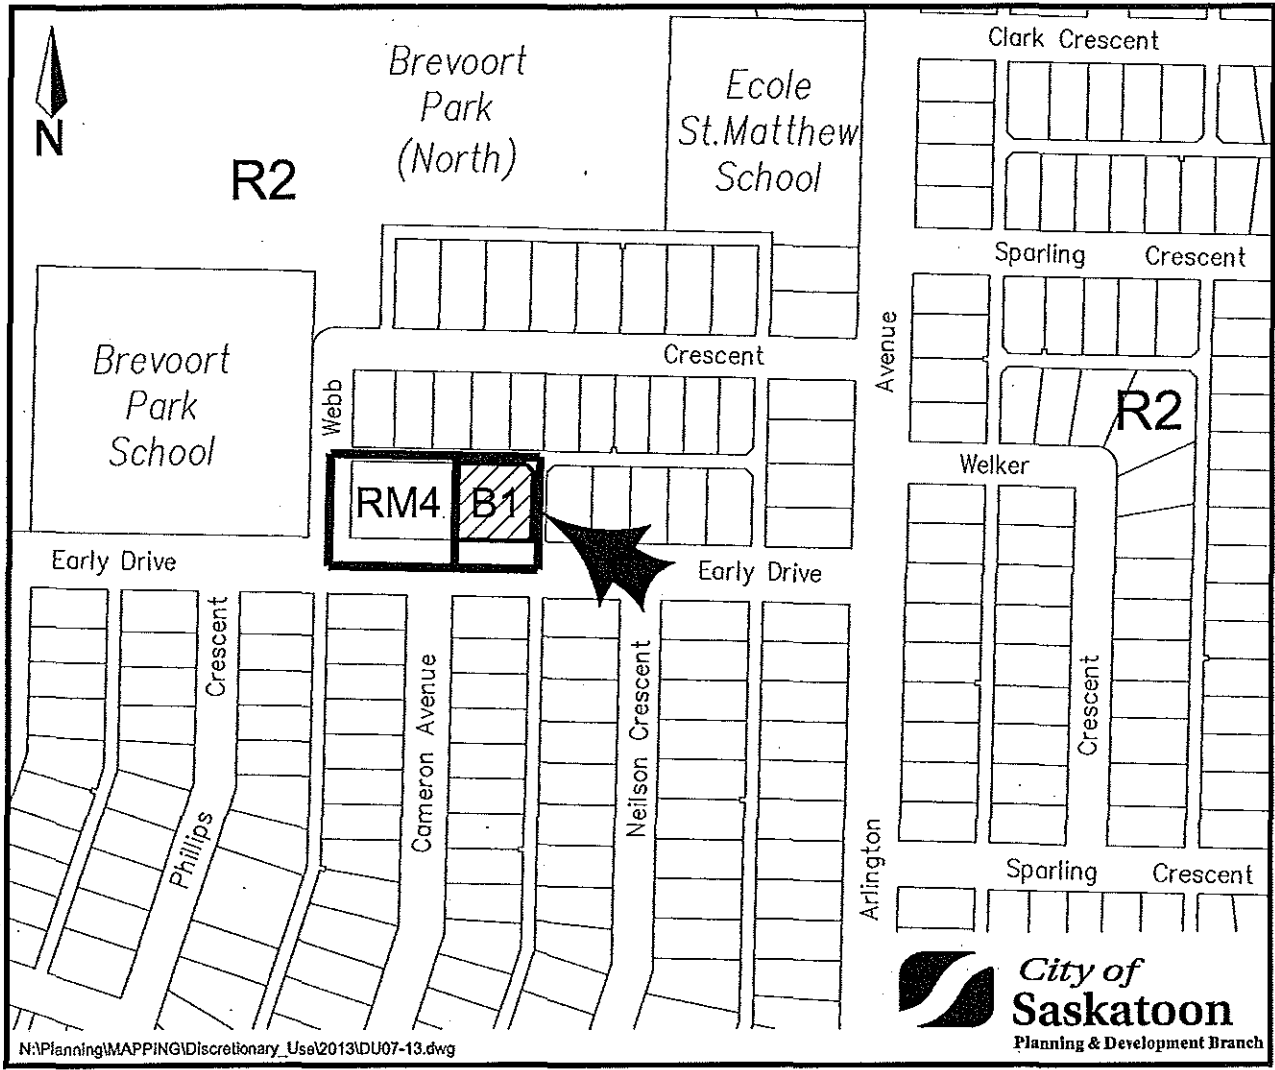 Clark Crescent
Brevoort
Park
(North)
Ecole
St.Matthew
School
N
R2
Sparling Crescent
Avenue
Brevoort
Park
School
Webb
Crescent
R2
Welker
RM4
B1
Early Drive
Early Drive
Crescent
Cameron Avenue
Neilson Crescent
Crescent
Phillips
Arlington
Sparling Crescent
City of
Saskatoon
Planning & Development Branch
N:\Planning\MAPPING\Discretionary_Use\2013\DU07-13.dwg